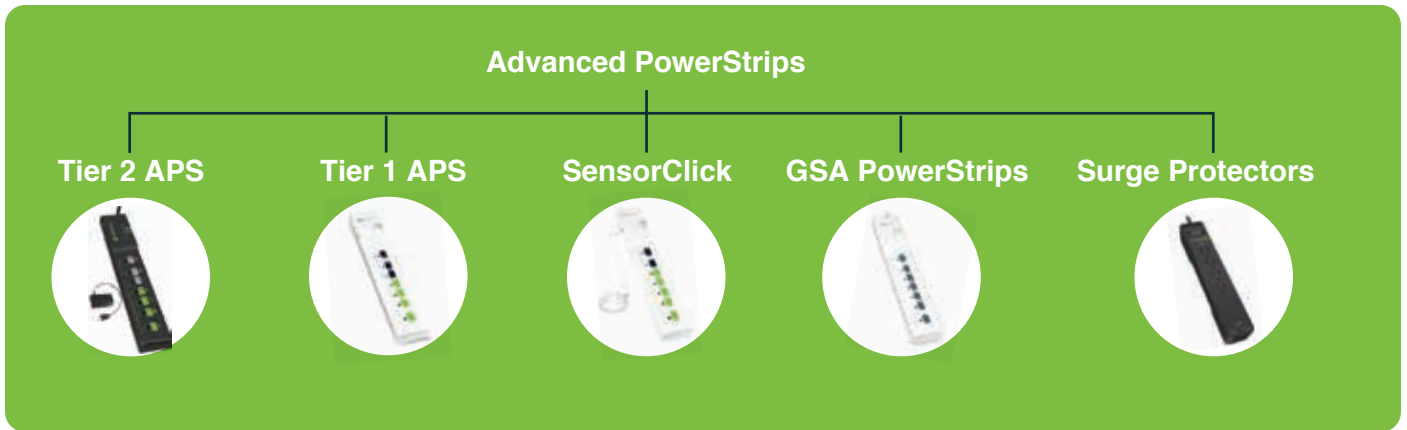 Advanced PowerStrips
Tier 2 APS
Tier 1 APS
SensorClick
GSA PowerStrips
Surge Protectors